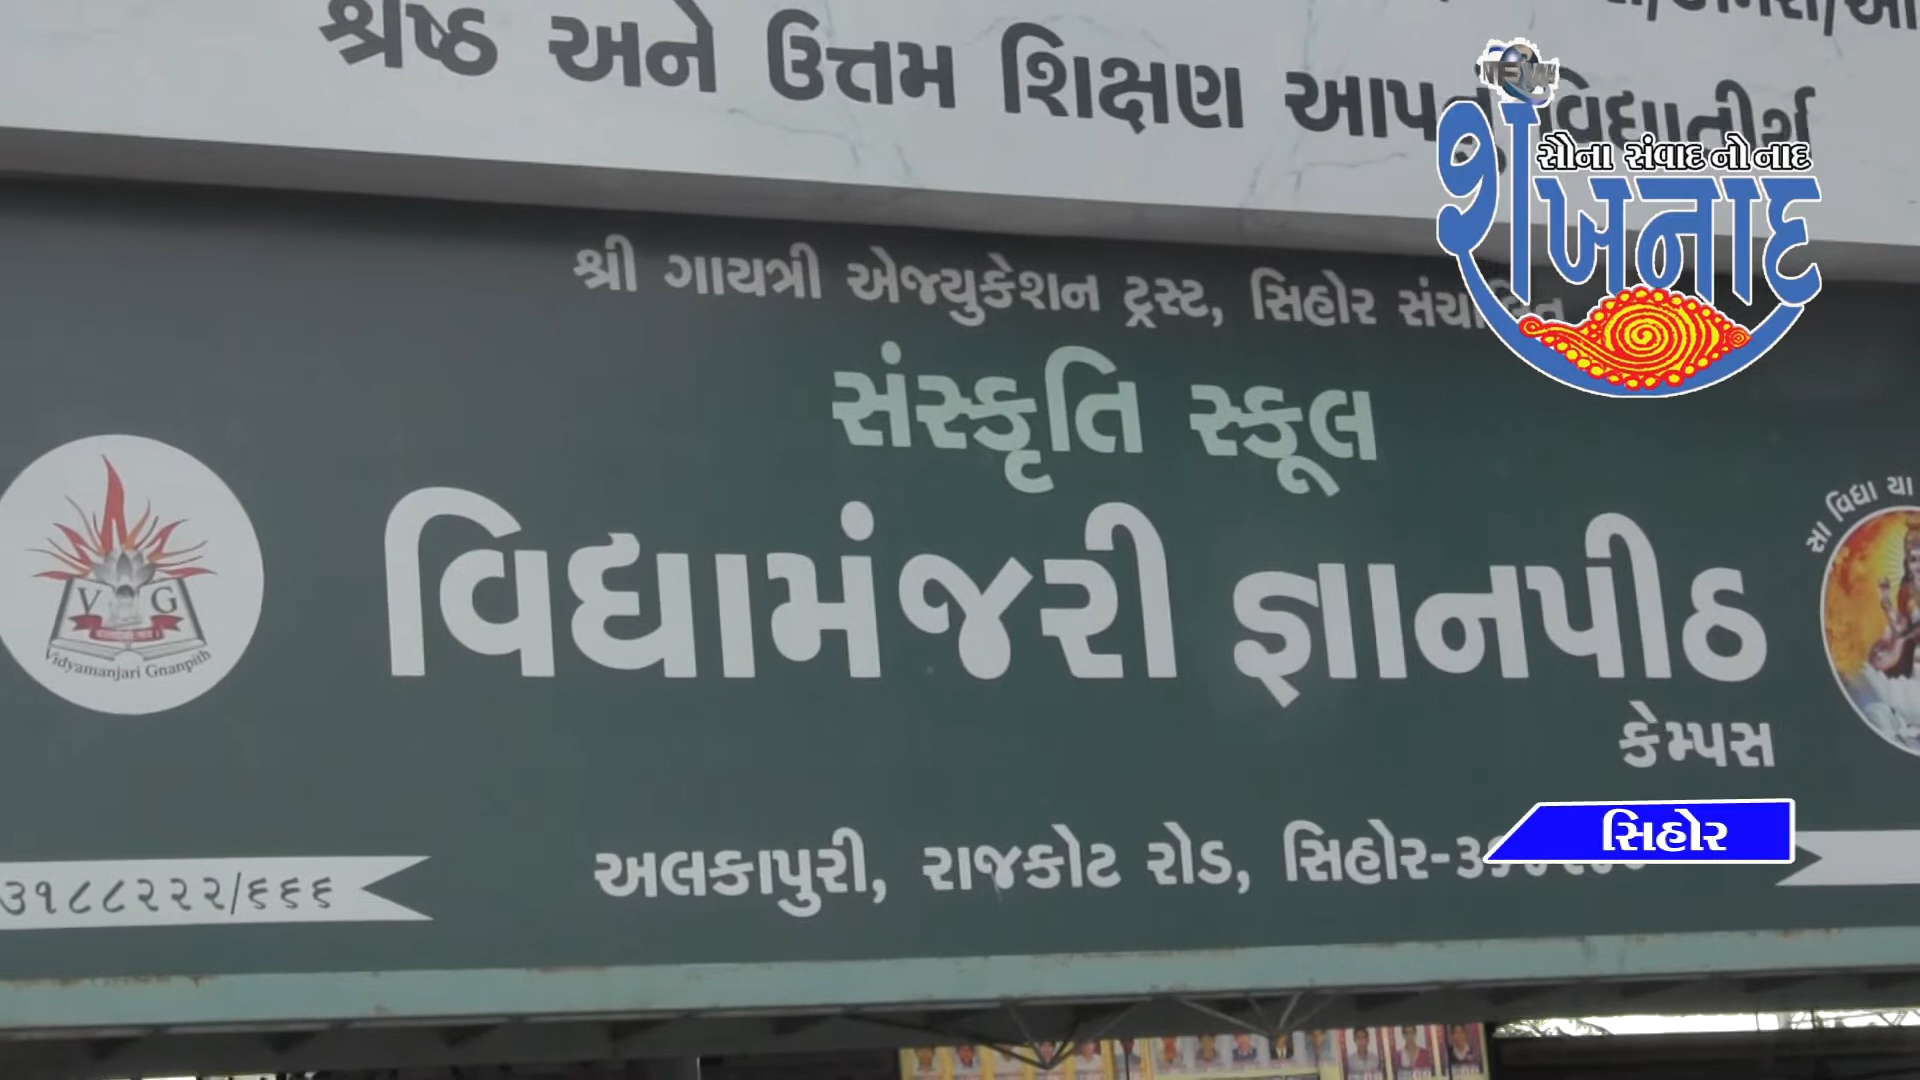 શ્રેષ્ઠ અને ઉત્તમ શિક્ષણ આપતું વિદ્યાતીર્થ
NEWS
સૌના સંવાદ નો નાદ
શંખનાદ
શ્રી ગાયત્રી એજ્યુકેશન ટ્રસ્ટ, સિહોર સંચાલિત
સંસ્કૃતિ સ્કૂલ
વિદ્યામંજરી જ્ઞાનપીઠ
કેમ્પસ
V G
Vidyamanjari Gnanpith
સા વિદ્યા યા
સિહોર
અલકાપુરી, રાજકોટ રોડ, સિહોર-
૩૧૮૮૨૨૨/૬૬૬